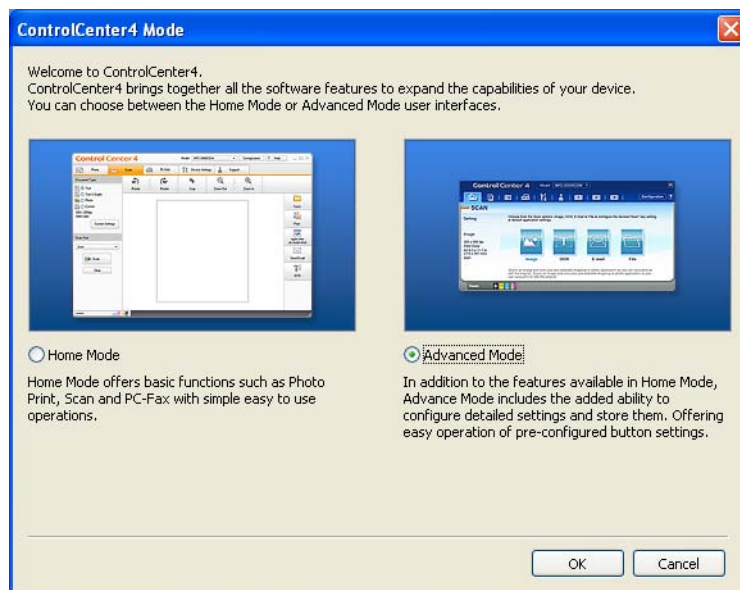 ControlCenter4 Mode
Welcome to ControlCenter4.
ControlCenter4 brings together all the software features to expand the capabilities of your device.
You can choose between the Home Mode or Advanced Mode user interfaces.
Control Center 4
Control Center 4
SCAN
Image
OCR
E-mail
File
Home Mode
Advanced Mode
Home Mode offers basic functions such as Photo
Print, Scan and PC-Fax with simple easy to use
operations.
In addition to the features available in Home Mode,
Advance Mode includes the added ability to
configure detailed settings and store them. Offering
easy operation of pre-configured button settings.
OK
Cancel